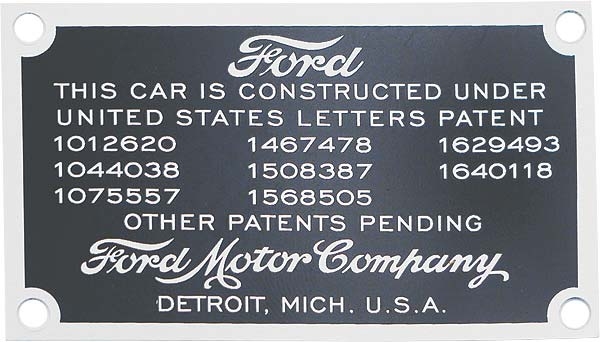 Ford
THIS CAR IS CONSTRUCTED UNDER
UNITED STATES LETTERS PATENT
1012620 1467478 1629493
1044038 1508387 1640118
1075557 1568505
OTHER PATENTS PENDING
Ford Motor Company
DETROIT, MICH. U.S.A.